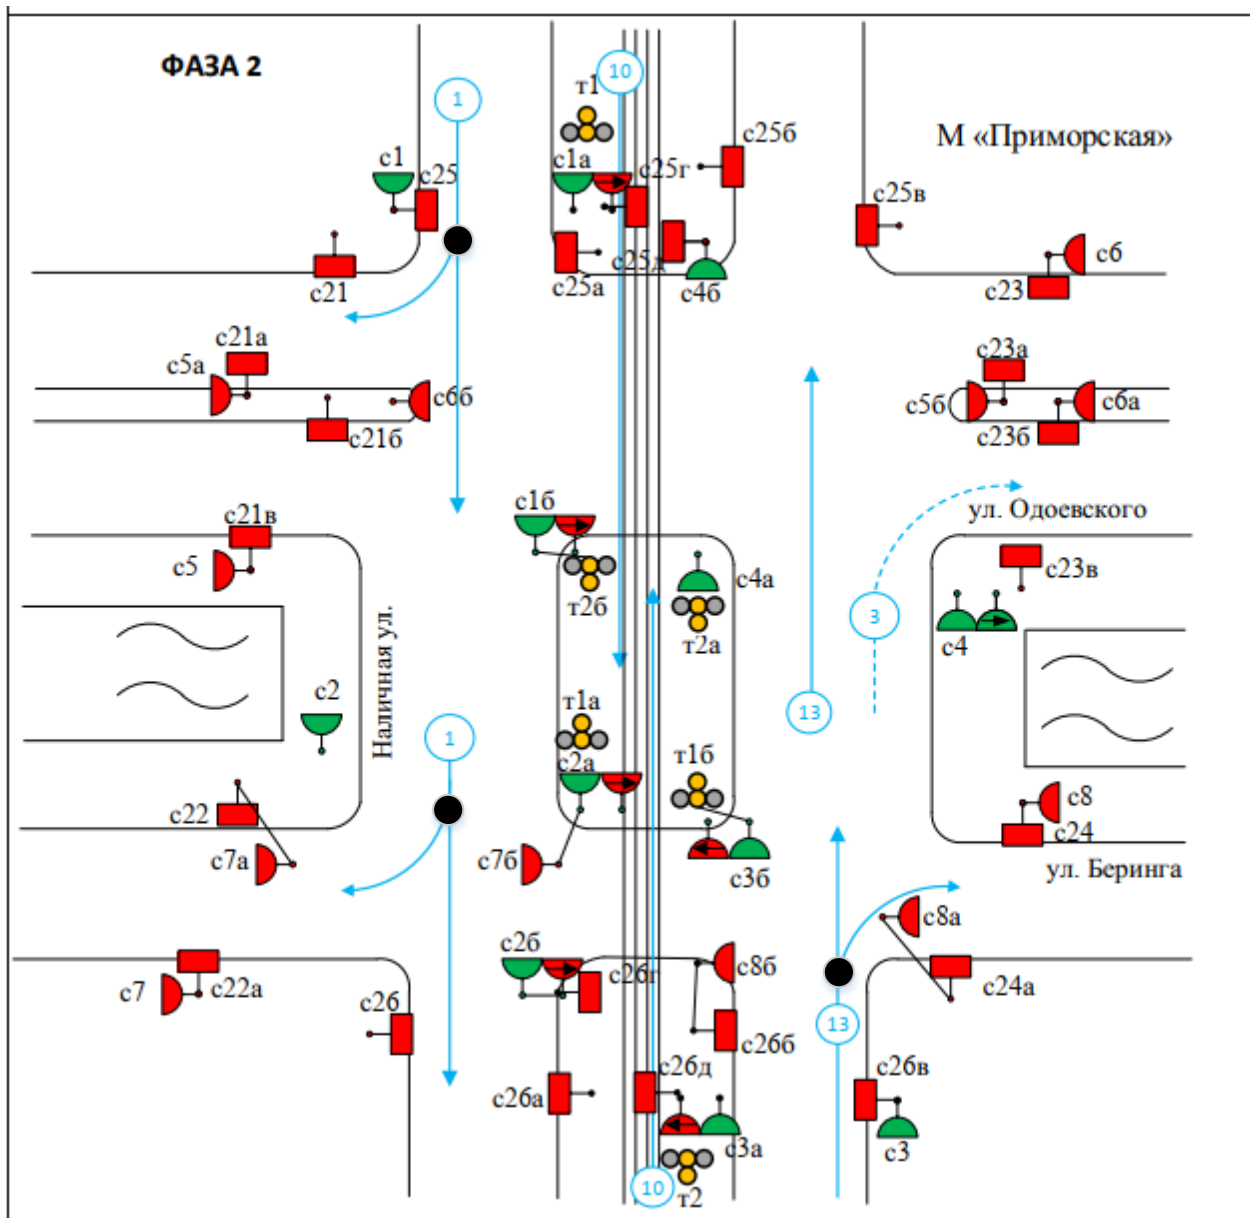 ФАЗА 2
10
т1
1
с25б
М «Приморская»
с1
с25
с1а
с25г
с25в
с6
с21
с25а
с25д
с4б
с23
с21а
с5а
с6б
с21б
с23а
с5б
с6а
с23б
с1б
ул. Одоевского
с21в
с5
с4а
с23в
т2б
т2а
3
с4
Наличная ул.
с2
т1а
13
1
с2а
т1б
с22
с8
с24
с7а
с7б
с3б
ул. Беринга
с8а
с2б
с26г
с8б
с7
с22а
с26
с24а
13
с26б
с26а
с26д
с26в
с3а
с3
10
т2